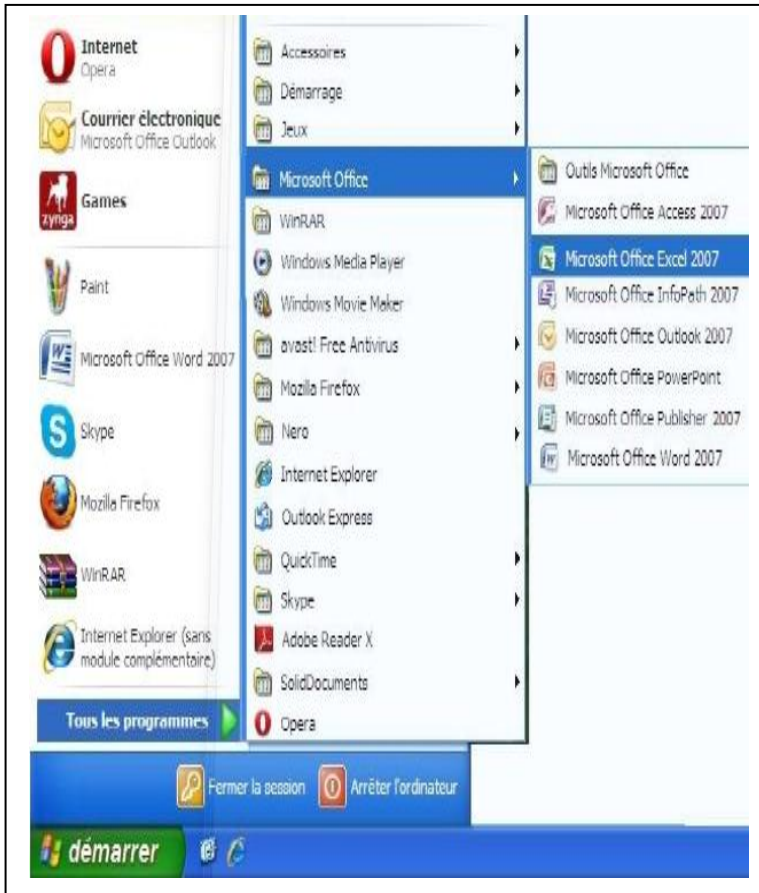 Internet
Opera
Courrier électronique
Microsoft Office Outlook
zynga
Games
Paint
Microsoft Office Word 2007
Skype
Mozilla Firefox
WinRAR
Internet Explorer (sans
module complémentaire)
Tous les programmes
Accessoires
Démarrage
Jeux
Microsoft Office
WinRAR
Windows Media Player
Windows Movie Maker
avast! Free Antivirus
Mozilla Firefox
Nero
Internet Explorer
Outlook Express
QuickTime
Skype
Adobe Reader X
SolidDocuments
Opera
Outils Microsoft Office
Microsoft Office Access 2007
Microsoft Office Excel 2007
Microsoft Office InfoPath 2007
Microsoft Office Outlook 2007
Microsoft Office PowerPoint
Microsoft Office Publisher 2007
Microsoft Office Word 2007
Fermer la session
Arrêter l'ordinateur
démarrer